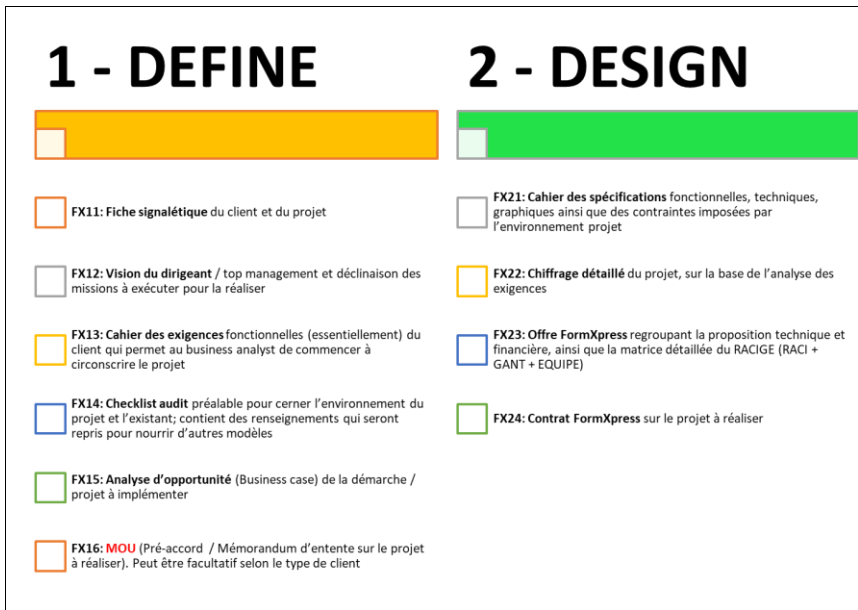 1 - DEFINE
FX11: Fiche signalétique du client et du projet
FX12: Vision du dirigeant / top management et déclinaison des
missions à exécuter pour la réaliser
FX13: Cahier des exigences fonctionnelles (essentiellement) du
client qui permet au business analyst de commencer à
circonscrire le projet
FX14: Checklist audit préalable pour cerner l’environnement du
projet et l’existant; contient des renseignements qui seront
repris pour nourrir d’autres modèles
FX15: Analyse d’opportunité (Business case) de la démarche /
projet à implémenter
FX16: MOU (Pré-accord / Mémorandum d’entente sur le projet
à réaliser). Peut être facultatif selon le type de client
2 - DESIGN
FX21: Cahier des spécifications fonctionnelles, techniques,
graphiques ainsi que des contraintes imposées par
l’environnement projet
FX22: Chiffrage détaillé du projet, sur la base de l’analyse des
exigences
FX23: Offre FormXpress regroupant la proposition technique et
financière, ainsi que la matrice détaillée du RACIGE (RACI +
GANT + EQUIPE)
FX24: Contrat FormXpress sur le projet à réaliser